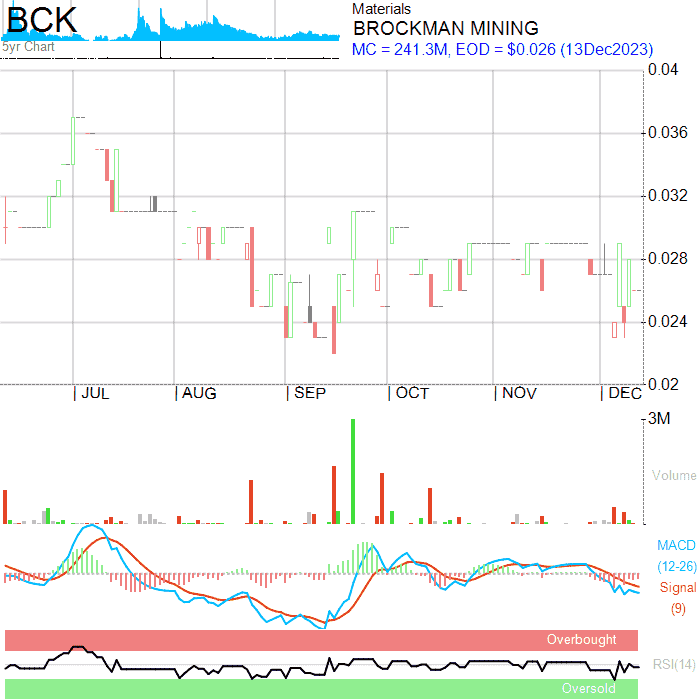 BCK
5yr Chart
Materials
BROCKMAN MINING
MC = 241.3M, EOD = $0.026 (13Dec2023)
0.04
0.036
0.032
0.028
0.024
0.02
| JUL | AUG | SEP | OCT | NOV | DEC
3M
Volume
MACD
(12-26)
Signal
(9)
Overbought
RSI(14)
Oversold